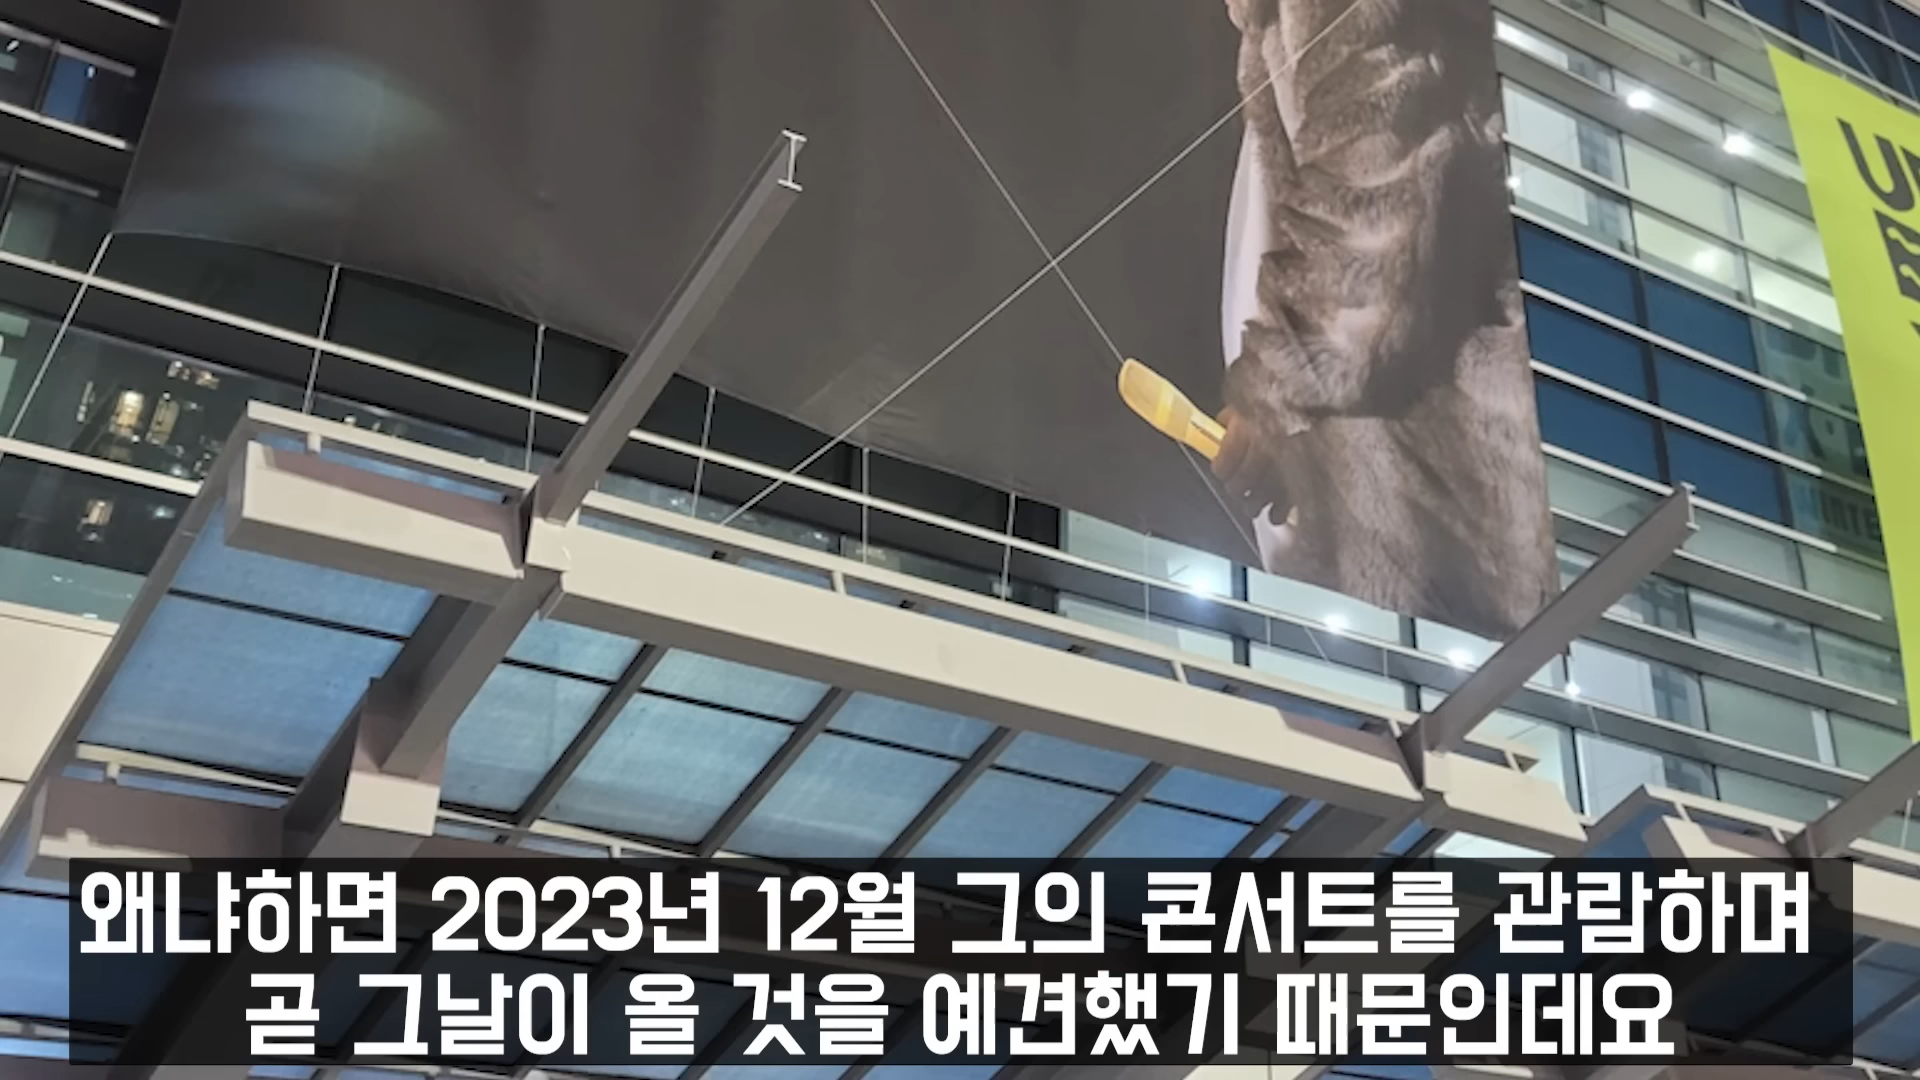 왜냐하면 2023년 12월 그의 콘서트를 관람하며
곧 그날이 올 것을 예견했기 때문인데요